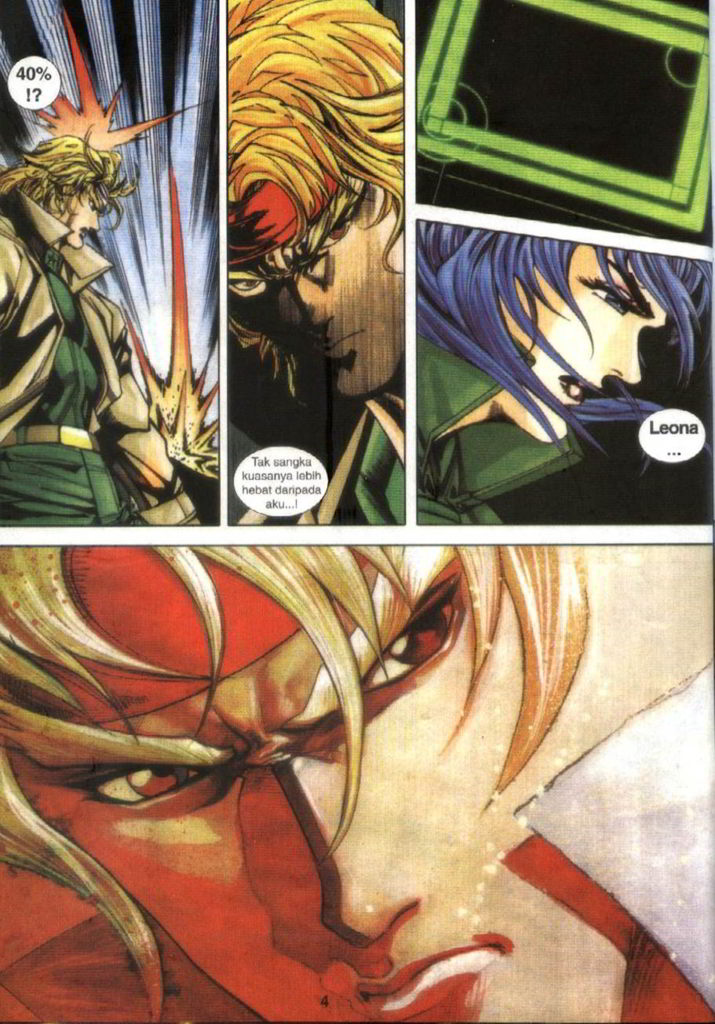 40%
!?
Tak sangka
kuasanya lebih
hebat daripada
aku...!
Leona
...
4